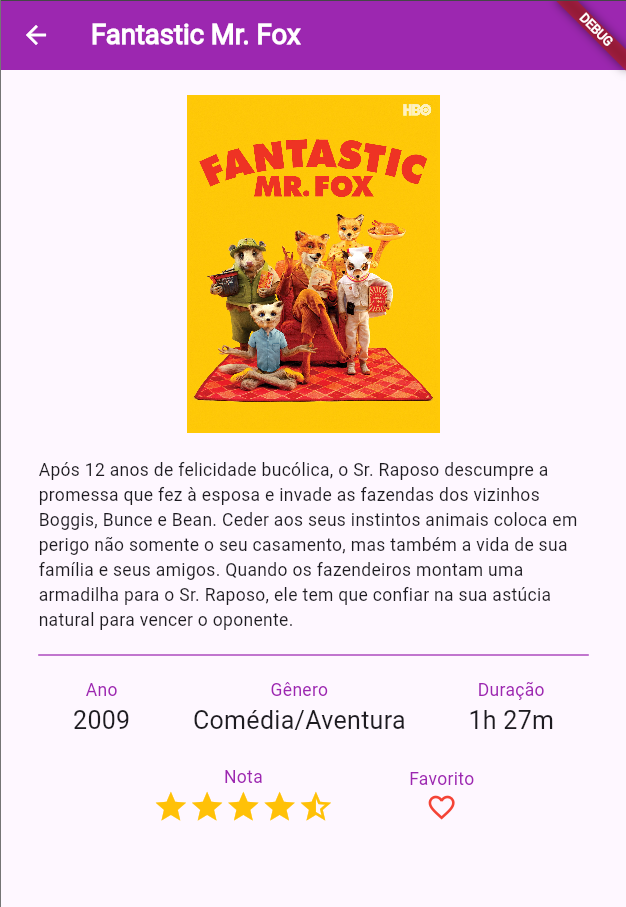 Fantastic Mr. Fox
DEBUG
HBO
FANTASTIC
MR. FOX
Após 12 anos de felicidade bucólica, o Sr. Raposo descumpre a
promessa que fez à esposa e invade as fazendas dos vizinhos
Boggis, Bunce e Bean. Ceder aos seus instintos animais coloca em
perigo não somente o seu casamento, mas também a vida de sua
família e seus amigos. Quando os fazendeiros montam uma
armadilha para o Sr. Raposo, ele tem que confiar na sua astúcia
natural para vencer o oponente.
Ano Gênero Duração
2009 Comédia/Aventura 1h 27m
Nota Favorito